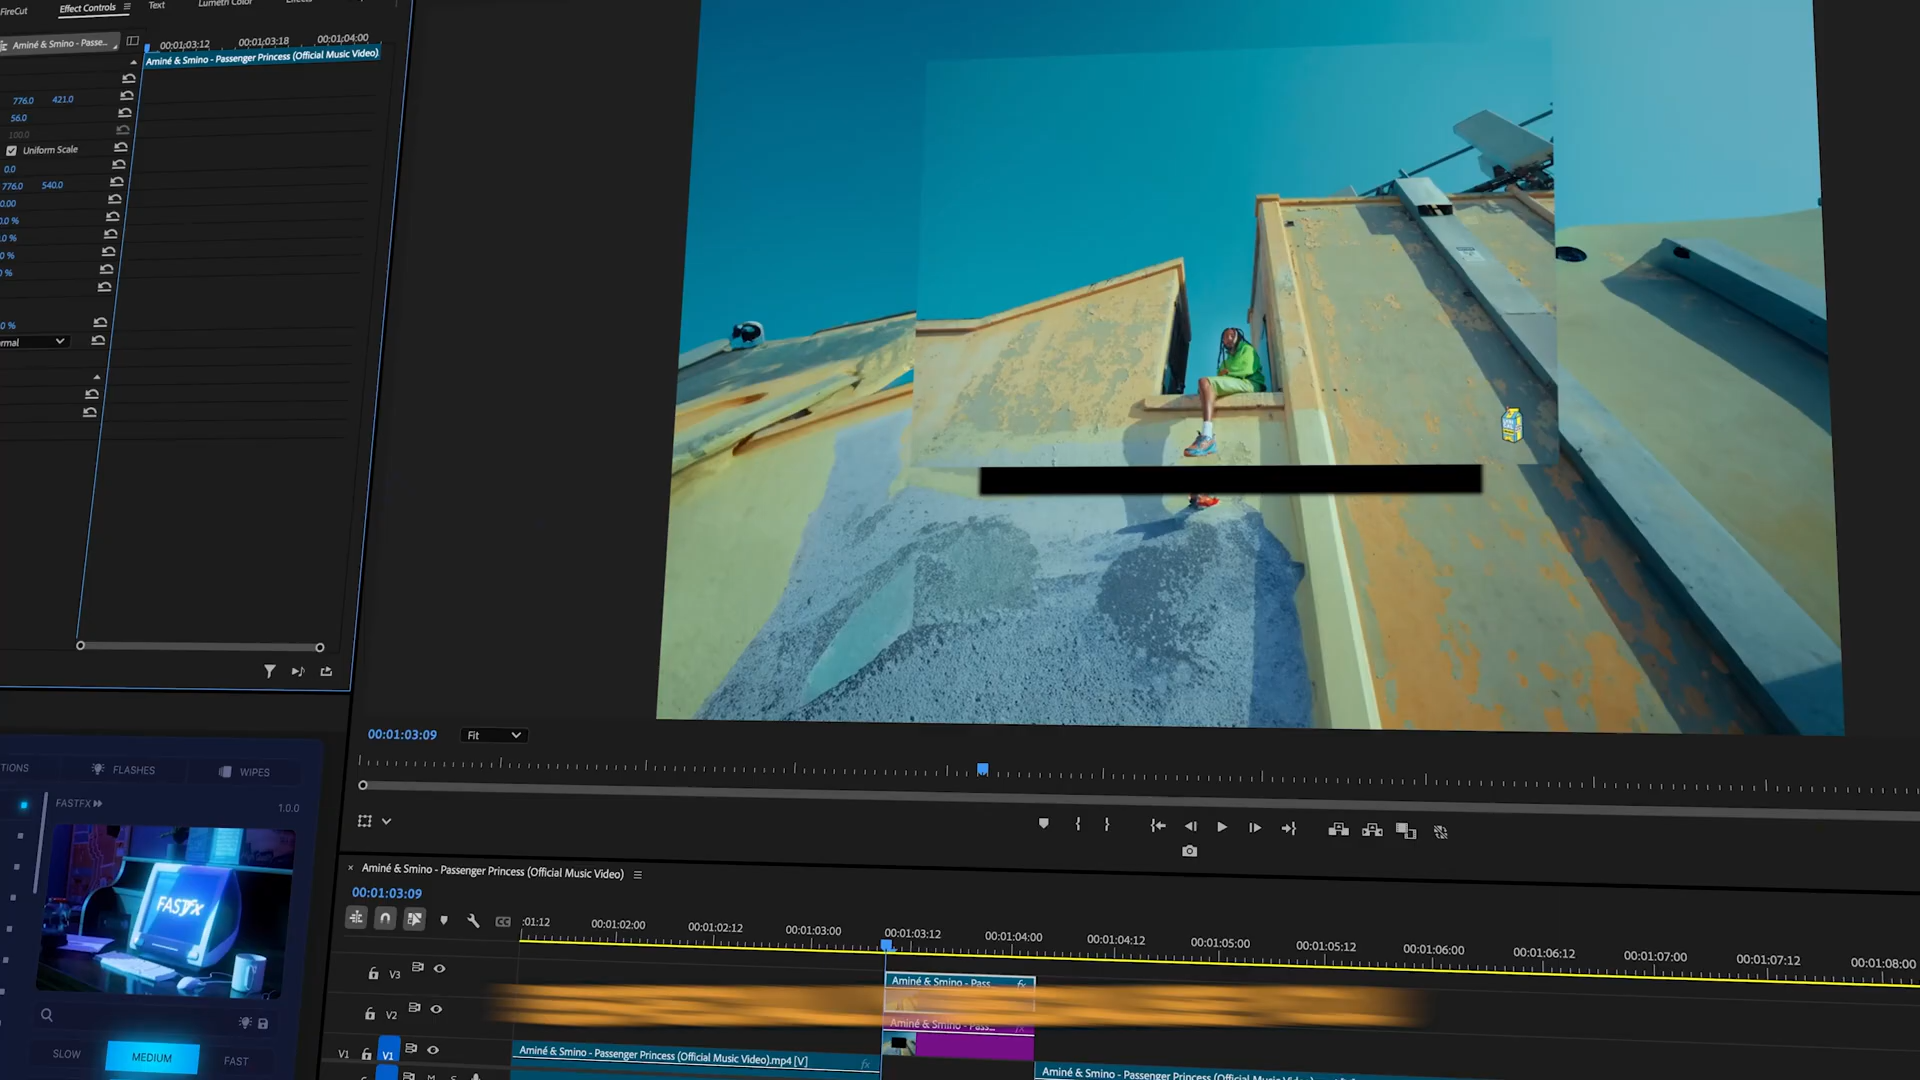 FireCut
Effect Controls
Text
Lumetri Color
Effects
Aminé & Smino - Passe...
00:01:03:12
00:01:03:18
00:01:04:00
Aminé & Smino - Passenger Princess (Official Music Video)
776.0 421.0
56.0
100.0
Uniform Scale
0.0
776.0 540.0
0.00
0.0 %
.0 %
0 %
0 %
0 %
rmal
00:01:03:09
Fit
TIONS
FLASHES
WIPES
FASTFX
1.0.0
FASTFX
SLOW
MEDIUM
FAST
Aminé & Smino - Passenger Princess (Official Music Video)
00:01:03:09
CC
:01:12
00:01:02:00
00:01:02:12
00:01:03:00
00:01:03:12
00:01:04:00
00:01:04:12
00:01:05:00
00:01:05:12
00:01:06:00
00:01:06:12
00:01:07:00
00:01:07:12
00:01:08:00
V3
Aminé & Smino - Pass
fx
V2
Aminé & Smino - Pass...
fx
V1
V1
Aminé & Smino - Passenger Princess (Official Music Video).mp4 [V]
fx
M
S
Aminé & Smino - Passenger Princess (Official Music Video)